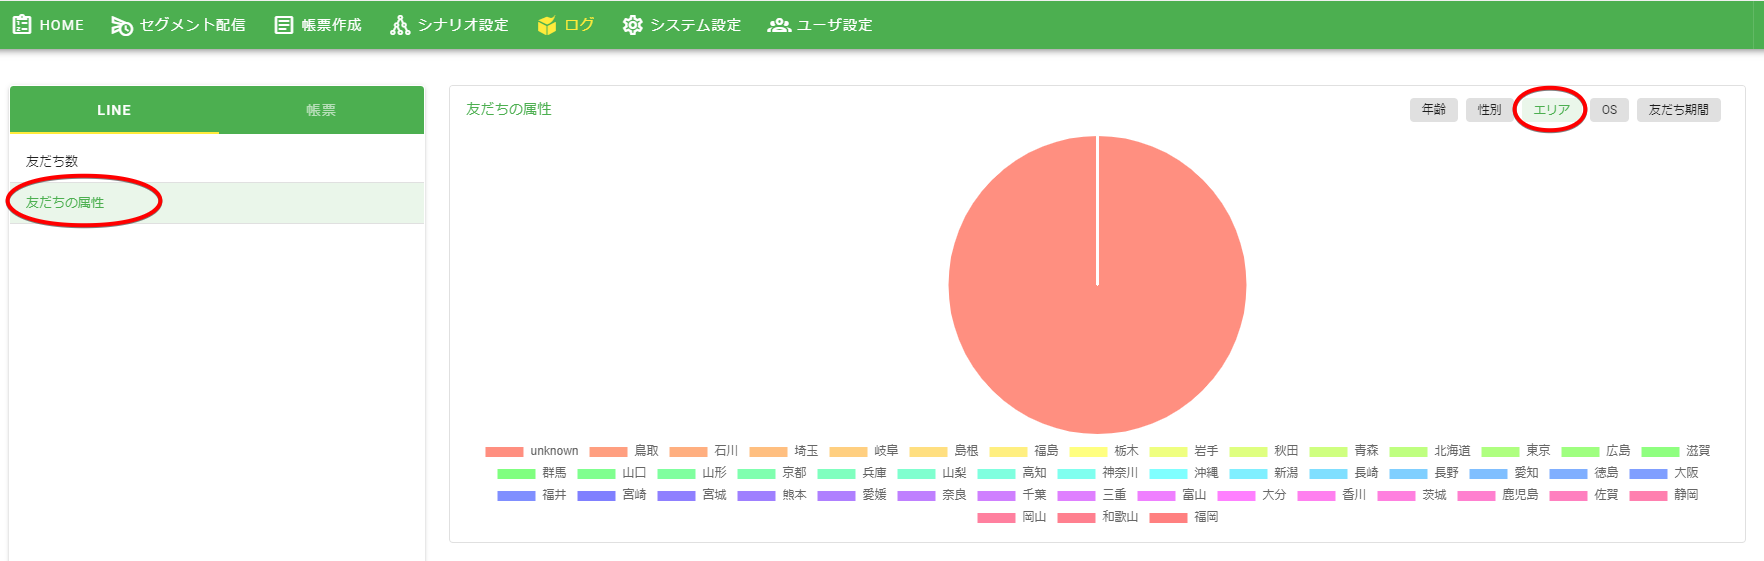 HOME セグメント配信 帳票作成 シナリオ設定 ログ システム設定 ユーザ設定
LINE 帳票
友だち数
友だちの属性
友だちの属性 年齢 性別 エリア OS 友だち期間
unknown 鳥取 石川 埼玉 岐阜 島根 福島 栃木 岩手 秋田 青森 北海道 東京 広島 滋賀
群馬 山口 山形 京都 兵庫 山梨 高知 神奈川 沖縄 新潟 長崎 長野 愛知 徳島 大阪
福井 宮崎 宮城 熊本 愛媛 奈良 千葉 三重 富山 大分 香川 茨城 鹿児島 佐賀 静岡
岡山 和歌山 福岡